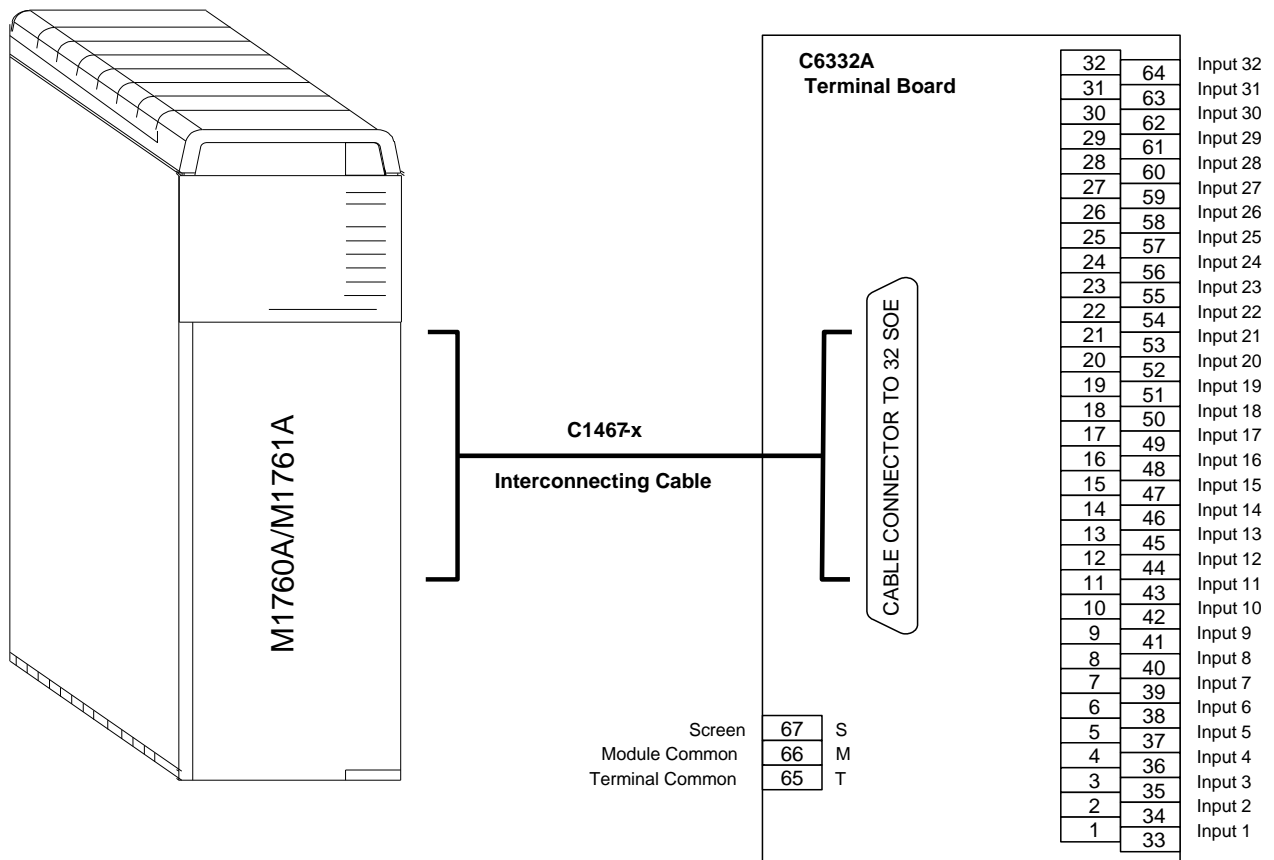 C6332A
Terminal Board
32 64 Input 32
31 63 Input 31
30 62 Input 30
29 61 Input 29
28 60 Input 28
27 59 Input 27
26 58 Input 26
25 57 Input 25
24 56 Input 24
23 55 Input 23
22 54 Input 22
21 53 Input 21
20 52 Input 20
19 51 Input 19
18 50 Input 18
17 49 Input 17
16 48 Input 16
15 47 Input 15
14 46 Input 14
13 45 Input 13
12 44 Input 12
11 43 Input 11
10 42 Input 10
9 41 Input 9
8 40 Input 8
7 39 Input 7
6 38 Input 6
5 37 Input 5
4 36 Input 4
3 35 Input 3
2 34 Input 2
1 33 Input 1
M1760A/M1761A
C1467-x
Interconnecting Cable
CABLE CONNECTOR TO 32 SOE
Screen 67 S
Module Common 66 M
Terminal Common 65 T